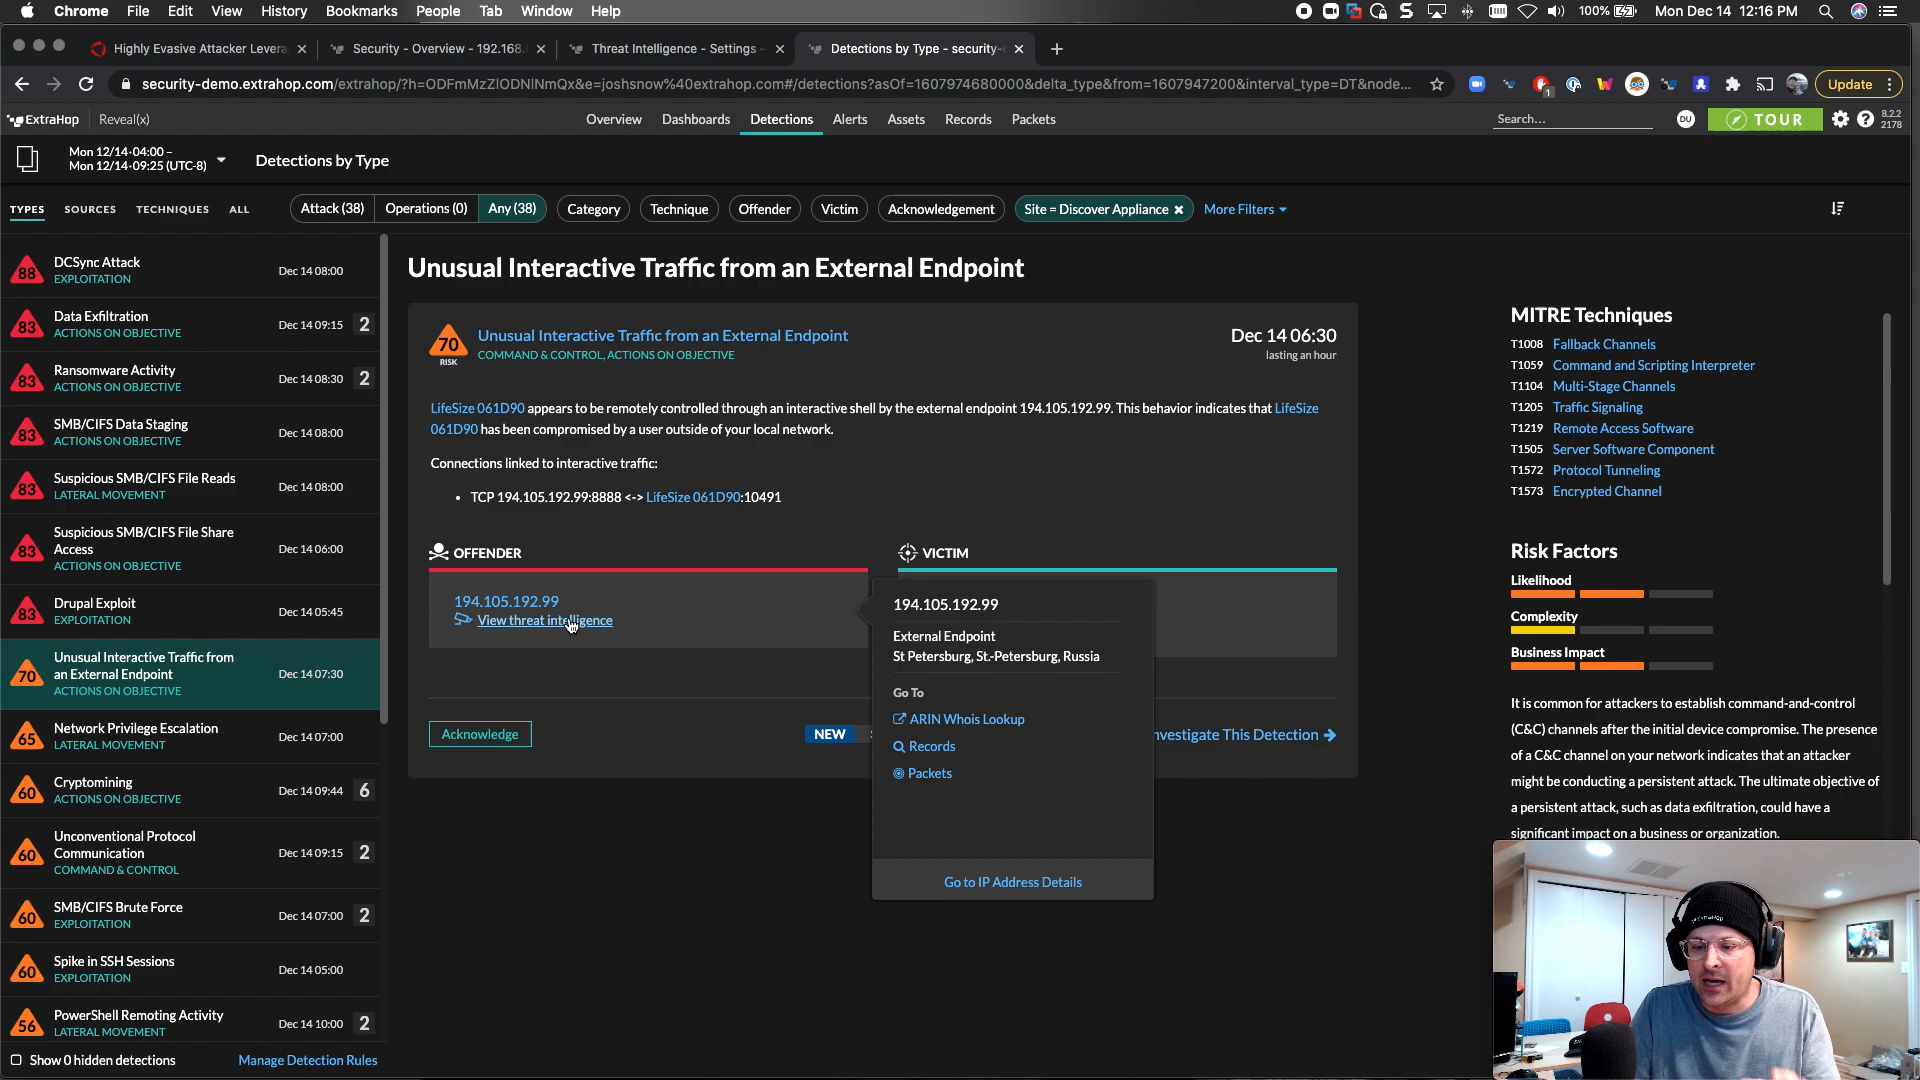 Chrome File Edit View History Bookmarks People Tab Window Help 100% Mon Dec 14 12:16 PM
Highly Evasive Attacker Levera Security - Overview - 192.168. Threat Intelligence - Settings - Detections by Type - security-
security-demo.extrahop.com/extrahop/?h=ODFmMzZlODNlNmQx&e=joshsnow%40extrahop.com#/detections?asOf=1607974680000&delta_type&from=1607947200&interval_type=DT&node... 1 Update
ExtraHop Reveal(x) Overview Dashboards Detections Alerts Assets Records Packets Search... DU TOUR 8.2.2
2178
Mon 12/14•04:00 –
Mon 12/14•09:25 (UTC-8) Detections by Type
TYPES SOURCES TECHNIQUES ALL Attack (38) Operations (0) Any (38) Category Technique Offender Victim Acknowledgement Site = Discover Appliance More Filters
88 DCSync Attack Dec 14 08:00
EXPLOITATION
83 Data Exfiltration Dec 14 09:15 2
ACTIONS ON OBJECTIVE
83 Ransomware Activity Dec 14 08:30 2
ACTIONS ON OBJECTIVE
83 SMB/CIFS Data Staging Dec 14 08:00
ACTIONS ON OBJECTIVE
83 Suspicious SMB/CIFS File Reads Dec 14 08:00
LATERAL MOVEMENT
83 Suspicious SMB/CIFS File Share
Access Dec 14 06:00
ACTIONS ON OBJECTIVE
83 Drupal Exploit Dec 14 05:45
EXPLOITATION
70 Unusual Interactive Traffic from
an External Endpoint Dec 14 07:30
ACTIONS ON OBJECTIVE
65 Network Privilege Escalation Dec 14 07:00
LATERAL MOVEMENT
60 Cryptomining Dec 14 09:44 6
ACTIONS ON OBJECTIVE
60 Unconventional Protocol
Communication Dec 14 09:15 2
COMMAND & CONTROL
60 SMB/CIFS Brute Force Dec 14 07:00 2
EXPLOITATION
60 Spike in SSH Sessions Dec 14 05:00
EXPLOITATION
56 PowerShell Remoting Activity Dec 14 10:00 2
LATERAL MOVEMENT
Show 0 hidden detections Manage Detection Rules
Unusual Interactive Traffic from an External Endpoint
70 RISK Unusual Interactive Traffic from an External Endpoint Dec 14 06:30
COMMAND & CONTROL, ACTIONS ON OBJECTIVE lasting an hour
LifeSize 061D90 appears to be remotely controlled through an interactive shell by the external endpoint 194.105.192.99. This behavior indicates that LifeSize
061D90 has been compromised by a user outside of your local network.
Connections linked to interactive traffic:
• TCP 194.105.192.99:8888 <-> LifeSize 061D90:10491
OFFENDER VICTIM
194.105.192.99
View threat intelligence
194.105.192.99
External Endpoint
St Petersburg, St.-Petersburg, Russia
Go To
ARIN Whois Lookup
Records
Packets
Go to IP Address Details
Acknowledge NEW nvestigate This Detection →
MITRE Techniques
T1008 Fallback Channels
T1059 Command and Scripting Interpreter
T1104 Multi-Stage Channels
T1205 Traffic Signaling
T1219 Remote Access Software
T1505 Server Software Component
T1572 Protocol Tunneling
T1573 Encrypted Channel
Risk Factors
Likelihood
Complexity
Business Impact
It is common for attackers to establish command-and-control
(C&C) channels after the initial device compromise. The presence
of a C&C channel on your network indicates that an attacker
might be conducting a persistent attack. The ultimate objective of
a persistent attack, such as data exfiltration, could have a
significant impact on a business or organization.